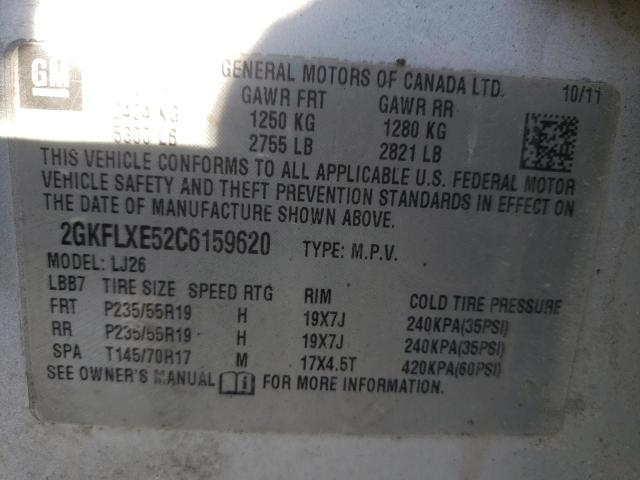 GM
GENERAL MOTORS OF CANADA LTD.
10/11
GAWR FRT GAWR RR
KG 1250 KG 1280 KG
LB 2755 LB 2821 LB
THIS VEHICLE CONFORMS TO ALL APPLICABLE U.S. FEDERAL MOTOR
VEHICLE SAFETY AND THEFT PREVENTION STANDARDS IN EFFECT ON
THE DATE OF MANUFACTURE SHOWN ABOVE.
2GKFLXE52C6159620 TYPE: M.P.V.
MODEL: LJ26
LBB7 TIRE SIZE SPEED RTG RIM COLD TIRE PRESSURE
FRT P235/55R19 H 19X7J 240KPA(35PSI)
RR P235/55R19 H 19X7J 240KPA(35PSI)
SPA T145/70R17 M 17X4.5T 420KPA(60PSI)
SEE OWNER'S MANUAL FOR MORE INFORMATION.